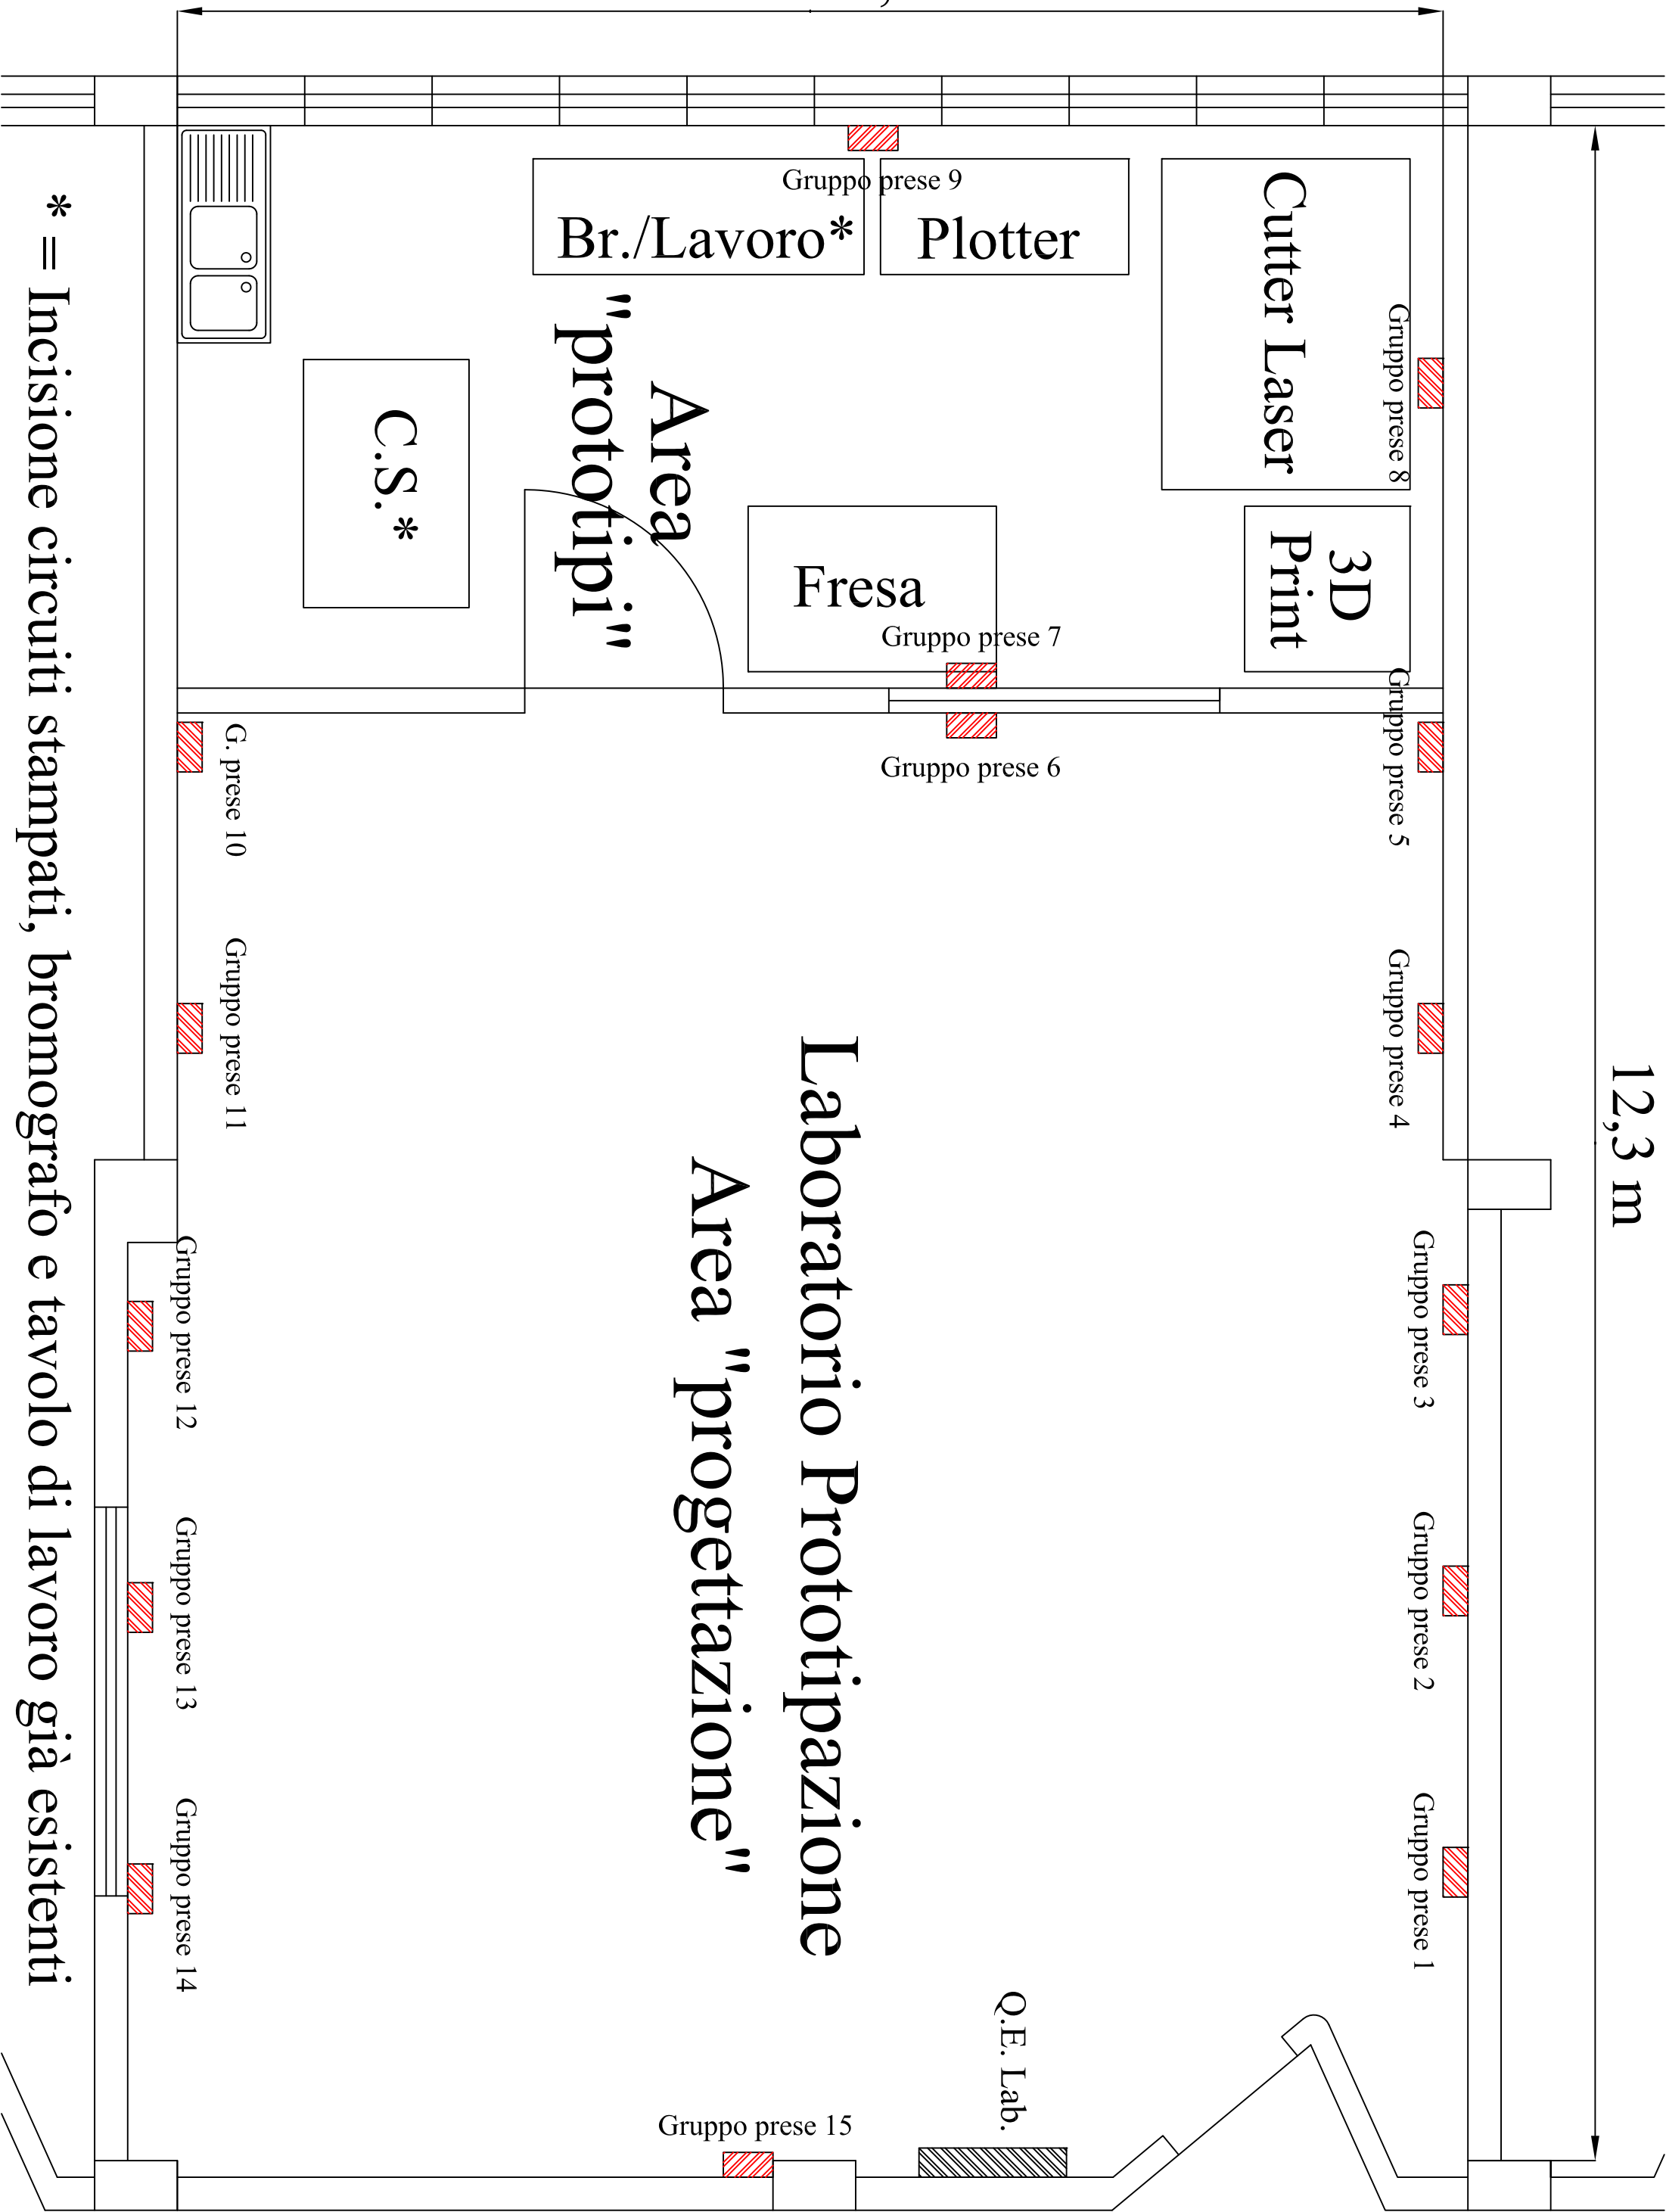 Gruppo prese 9
Br./Lavoro*
Plotter
Cutter Laser
Gruppo prese 8
Area
"prototipi"
C.S.*
Fresa
3D
Print
Gruppo prese 7
Gruppo prese 6
Gruppo prese 5
G. prese 10
Gruppo prese 11
Gruppo prese 4
12,3 m
Laboratorio Prototipazione
Area "progettazione"
Gruppo prese 12
Gruppo prese 3
Gruppo prese 13
Gruppo prese 2
Gruppo prese 14
Gruppo prese 1
Q.E. Lab.
Gruppo prese 15
* = Incisione circuiti stampati, bromografo e tavolo di lavoro già esistenti